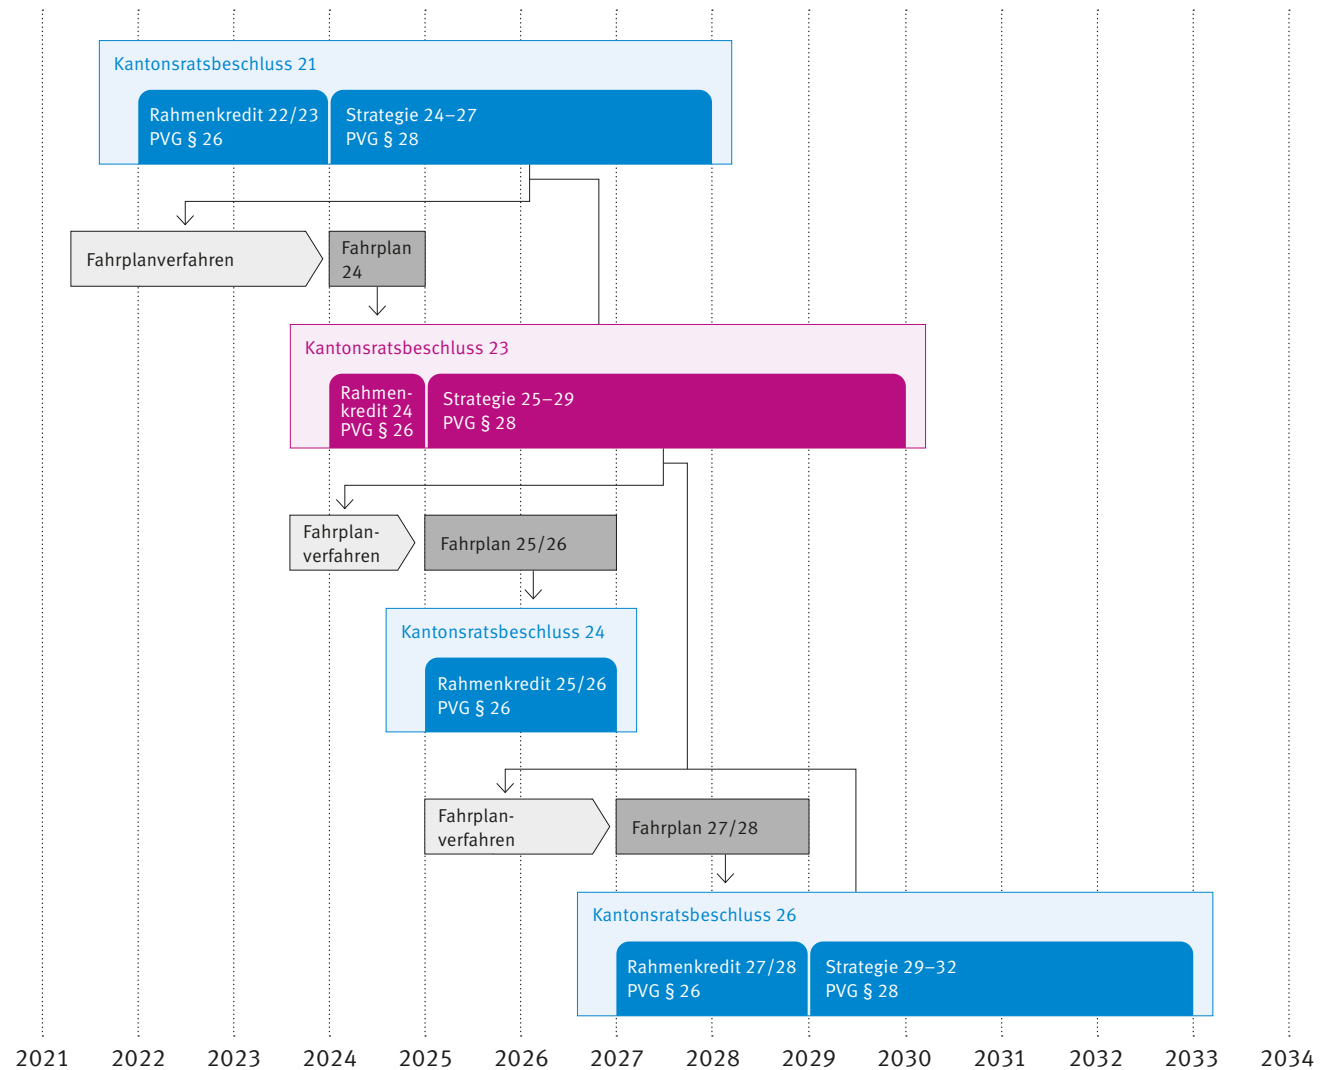 Kantonsratsbeschluss 21
Rahmenkredit 22/23
PVG § 26
Strategie 24–27
PVG § 28
Fahrplanverfahren
Fahrplan
24
Kantonsratsbeschluss 23
Rahmen-
kredit 24
PVG § 26
Strategie 25–29
PVG § 28
Fahrplan-
verfahren
Fahrplan 25/26
Kantonsratsbeschluss 24
Rahmenkredit 25/26
PVG § 26
Fahrplan-
verfahren
Fahrplan 27/28
Kantonsratsbeschluss 26
Rahmenkredit 27/28
PVG § 26
Strategie 29–32
PVG § 28
2021 2022 2023 2024 2025 2026 2027 2028 2029 2030 2031 2032 2033 2034